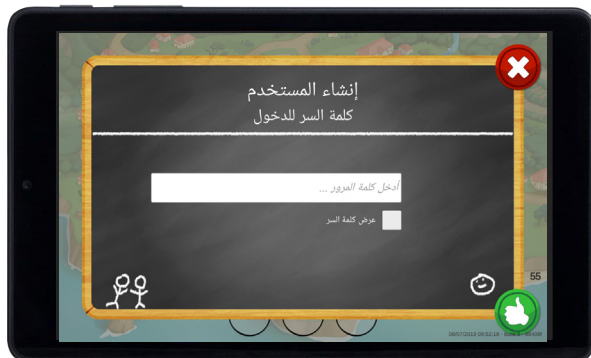 إنشاء المستخدم
كلمة السر للدخول
أدخل كلمة المرور ...
عرض كلمة السر
55